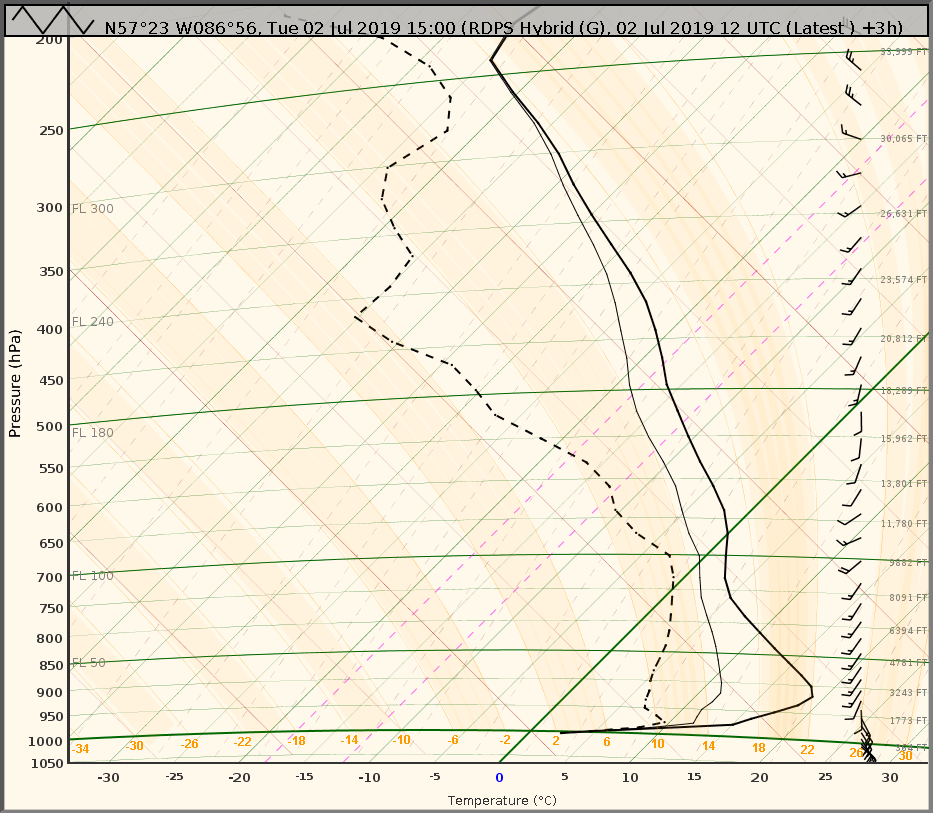 N57°23 W086°56, Tue 02 Jul 2019 15:00 (RDPS Hybrid (G), 02 Jul 2019 12 UTC (Latest ) +3h)
200
33,999 FT
250
30,065 FT
300
FL 300
26,631 FT
350
23,574 FT
400
FL 240
20,812 FT
450
18,289 FT
500
FL 180
15,962 FT
550
13,801 FT
600
11,780 FT
650
9882 FT
700
FL 100
8091 FT
750
6394 FT
800
4781 FT
850
FL 50
3243 FT
900
1773 FT
950
364 FT
1000
-34 -30 -26 -22 -18 -14 -10 -6 -2 2 6 10 14 18 22 26 30
1050
-30 -25 -20 -15 -10 -5 0 5 10 15 20 25 30
Temperature (°C)
Pressure (hPa)